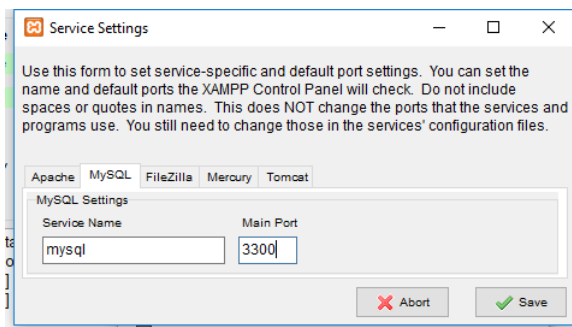 Service Settings
Use this form to set service-specific and default port settings. You can set the
name and default ports the XAMPP Control Panel will check. Do not include
spaces or quotes in names. This does NOT change the ports that the services and
programs use. You still need to change those in the services' configuration files.
Apache MySQL FileZilla Mercury Tomcat
MySQL Settings
Service Name Main Port
mysql 3300
Abort Save